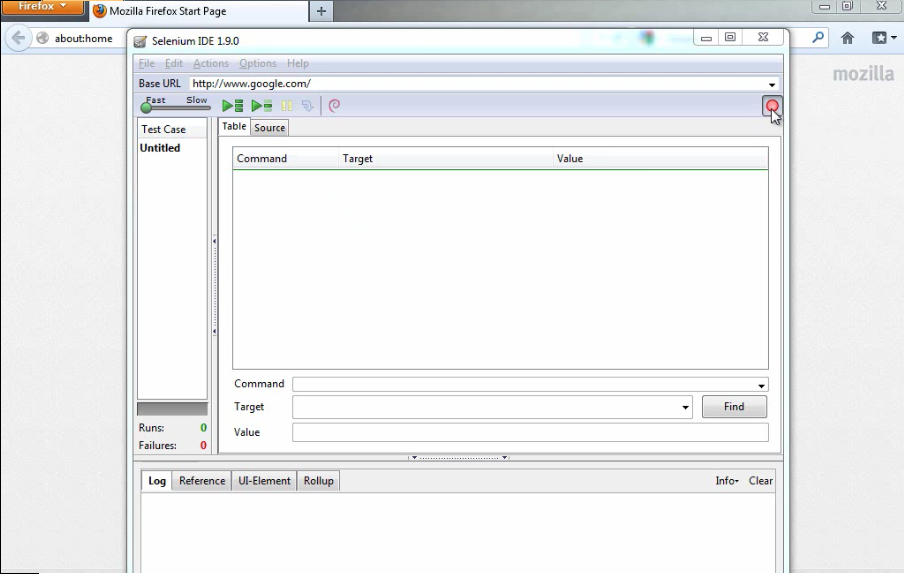 Firefox
Mozilla Firefox Start Page
about:home
mozilla
Selenium IDE 1.9.0
File Edit Actions Options Help
Base URL http://www.google.com/
Fast Slow
Test Case
Untitled
Table Source
Command Target Value
Command
Target Find
Value
Runs: 0
Failures: 0
Log Reference UI-Element Rollup Info Clear